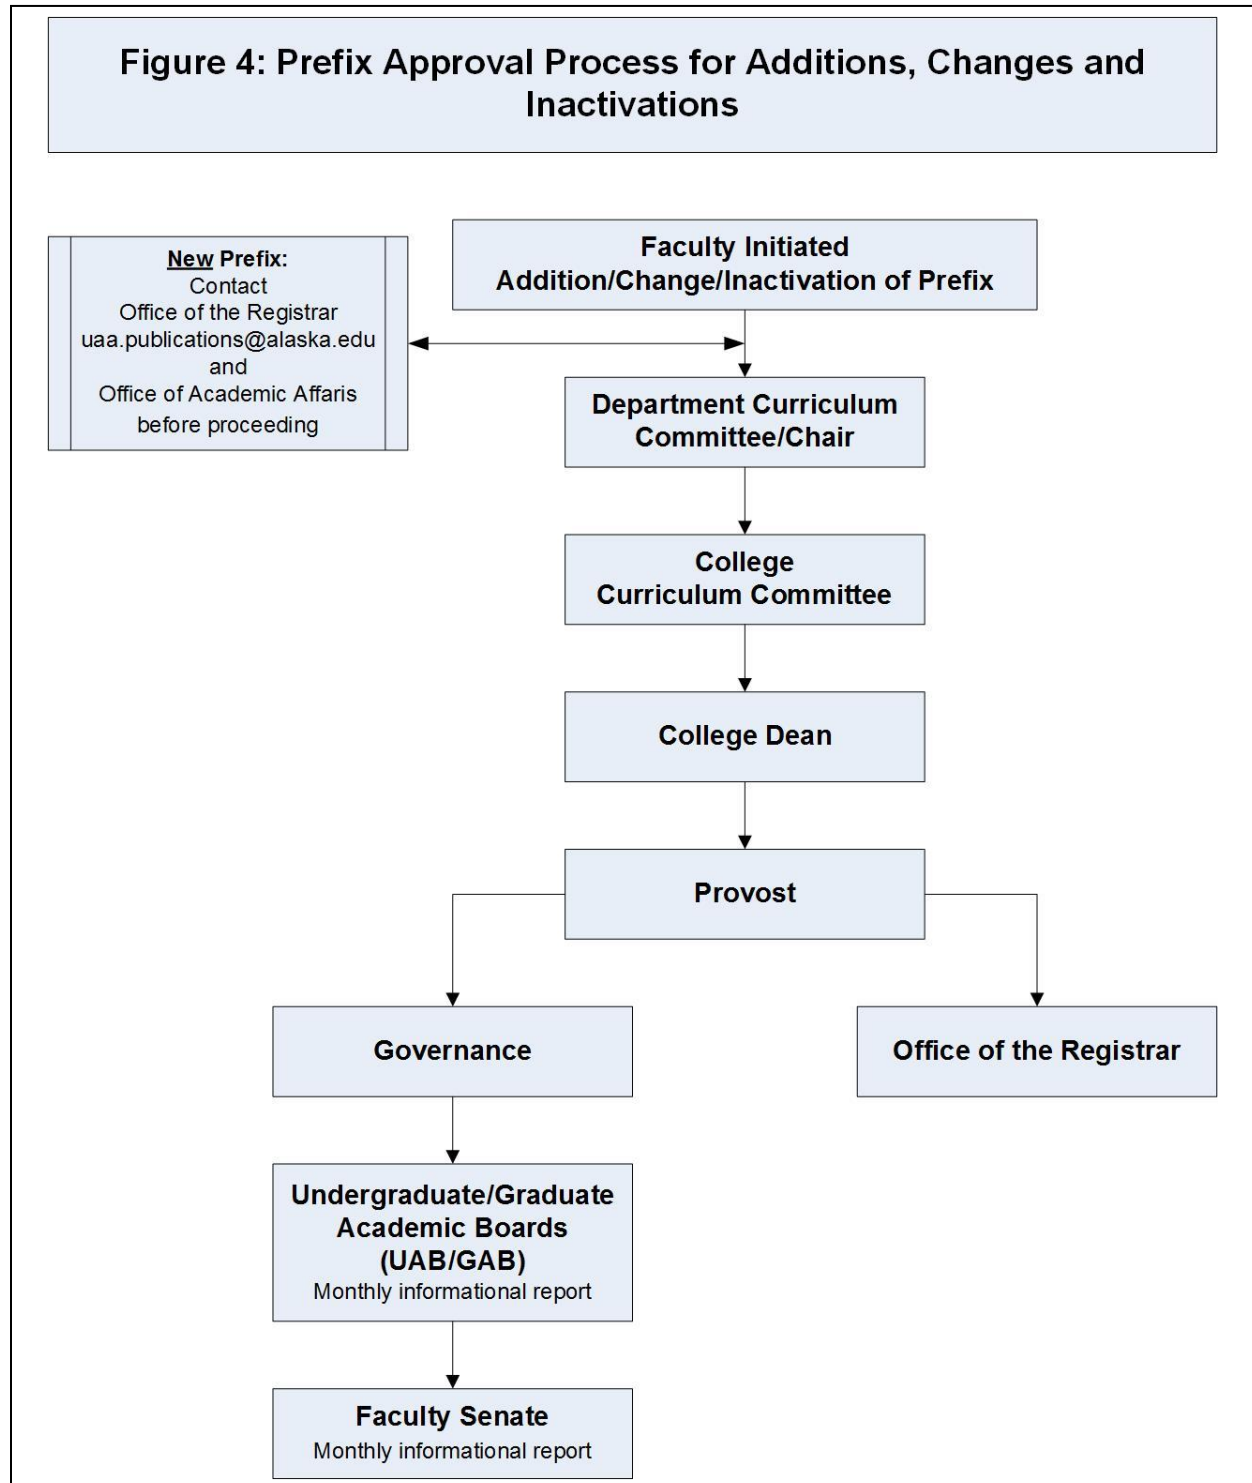 Figure 4: Prefix Approval Process for Additions, Changes and
Inactivations
New Prefix:
Contact
Office of the Registrar
uaa.publications@alaska.edu
and
Office of Academic Affaris
before proceeding
Faculty Initiated
Addition/Change/Inactivation of Prefix
Department Curriculum
Committee/Chair
College
Curriculum Committee
College Dean
Provost
Governance
Office of the Registrar
Undergraduate/Graduate
Academic Boards
(UAB/GAB)
Monthly informational report
Faculty Senate
Monthly informational report